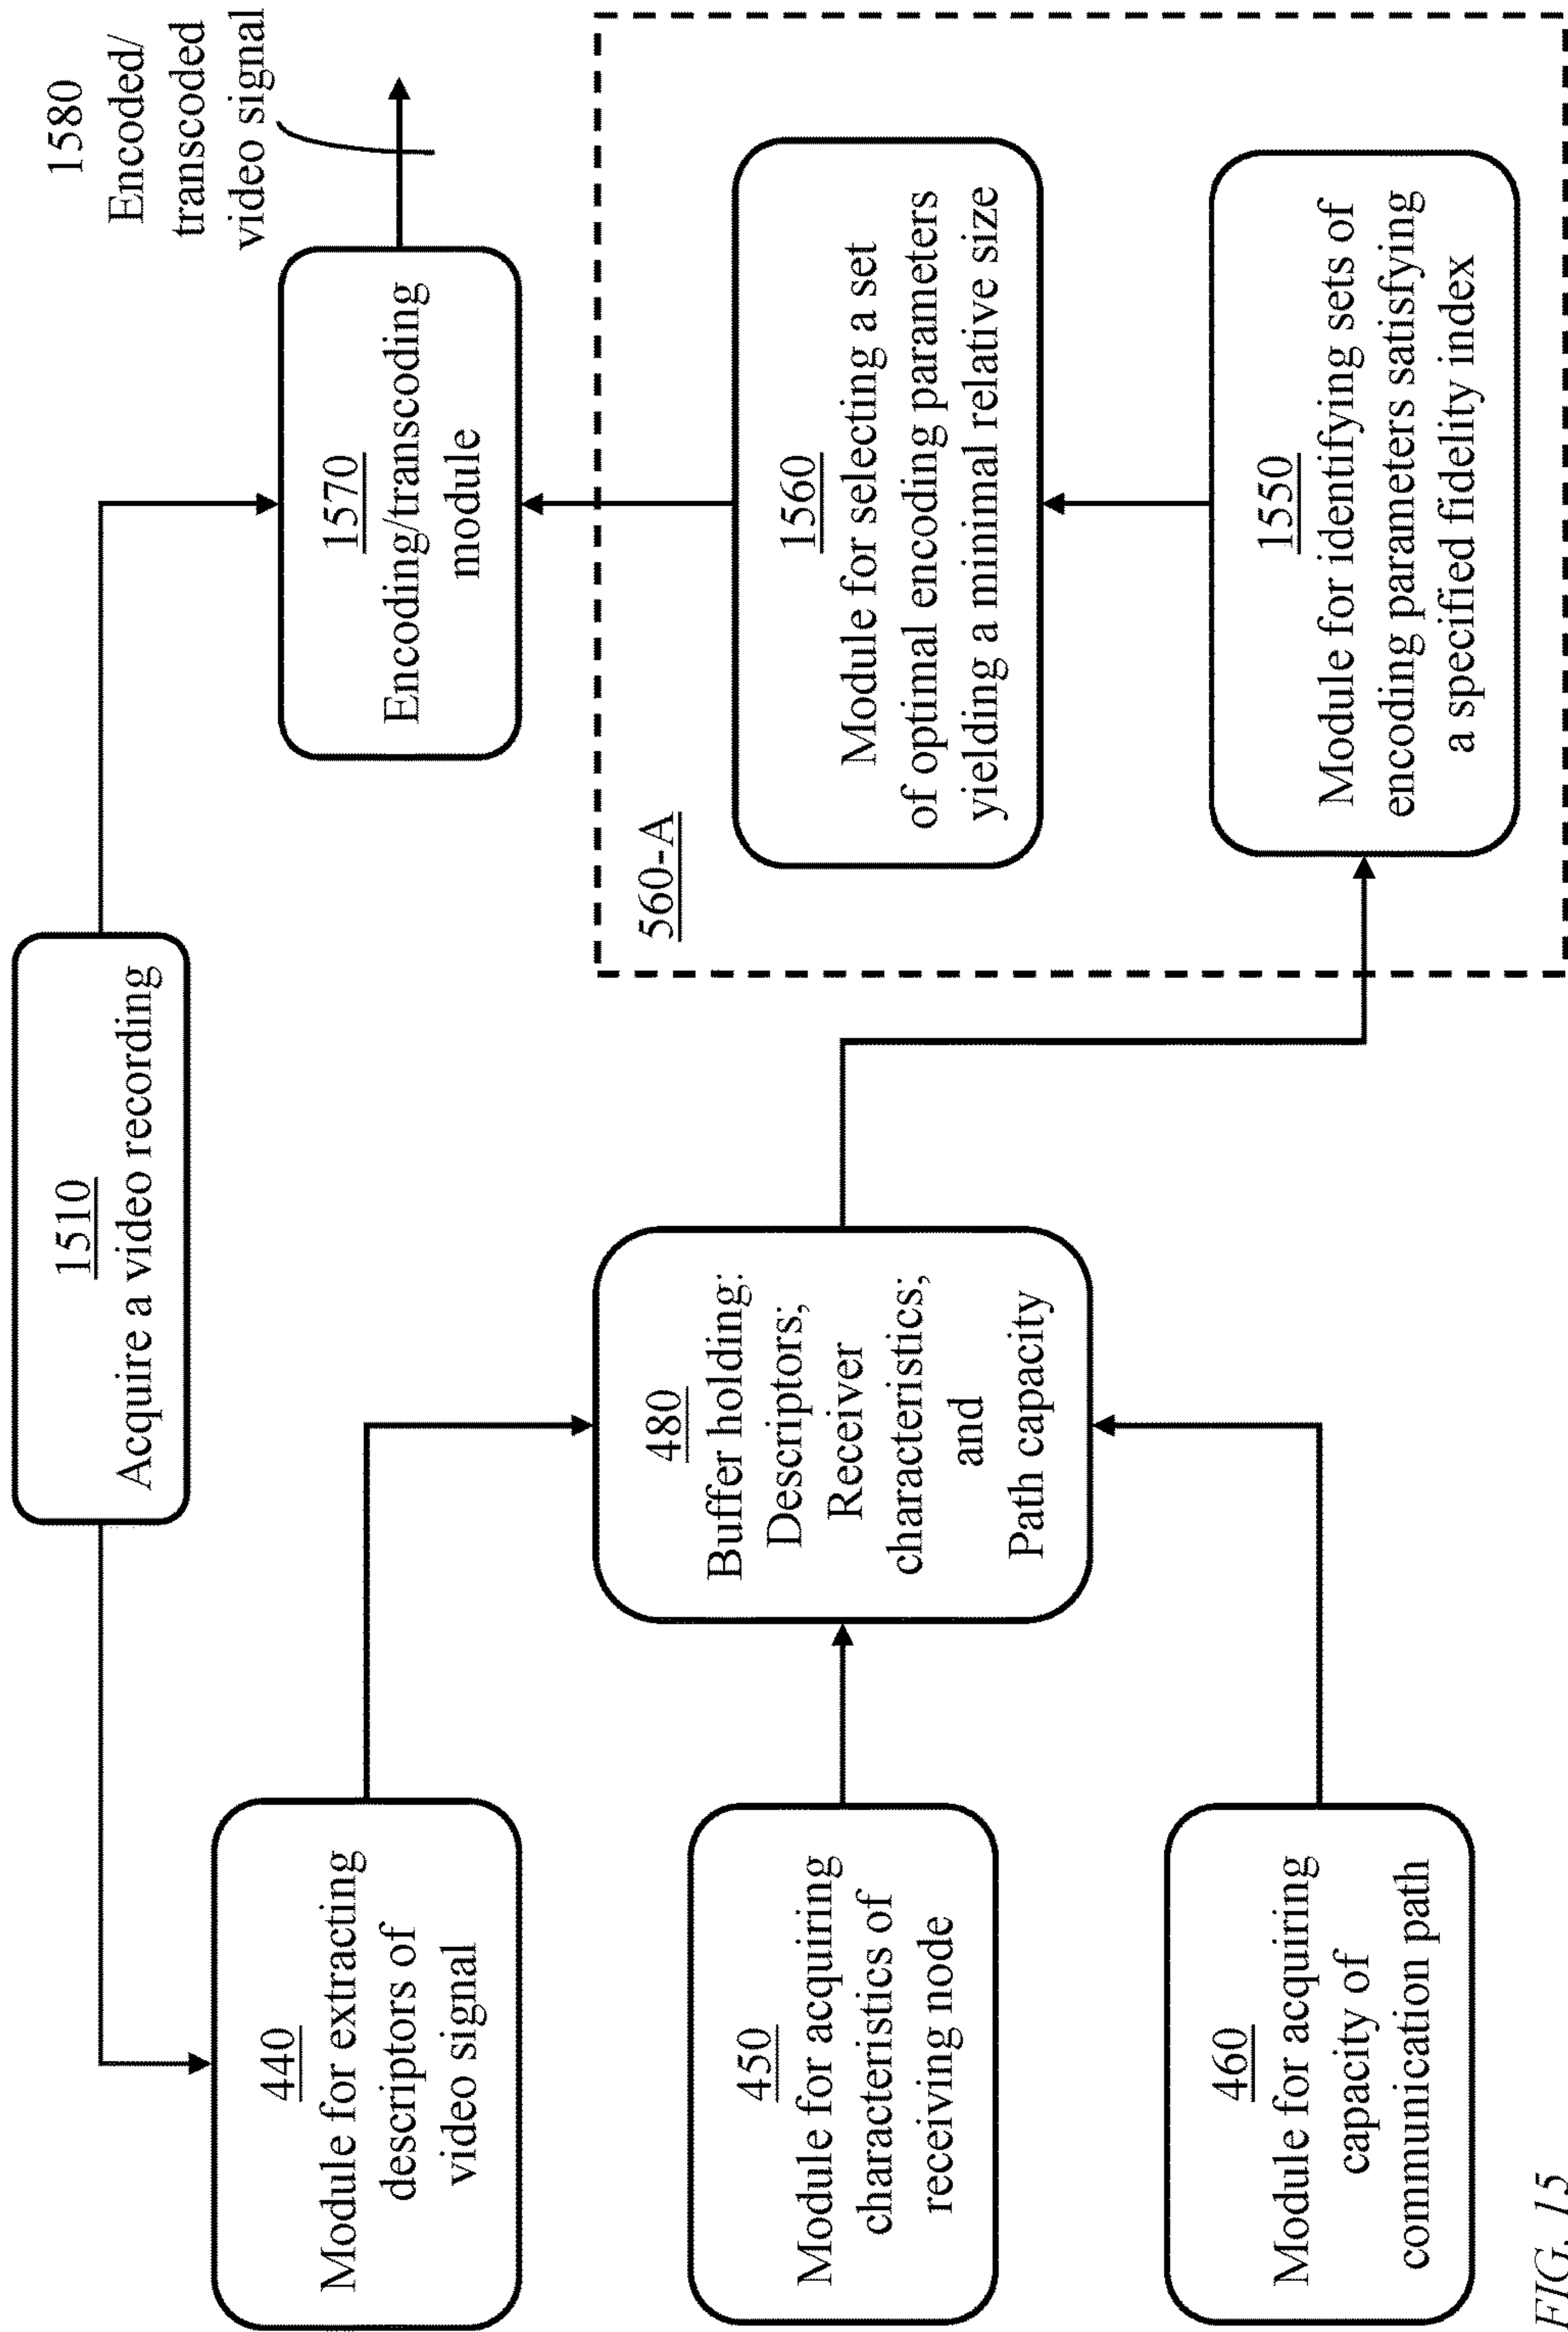 1510
Acquire a video recording
440
Module for extracting
descriptors of
video signal
450
Module for acquiring
characteristics of
receiving node
460
Module for acquiring
capacity of
communication path
480
Buffer holding:
Descriptors;
Receiver
characteristics;
and
Path capacity
1580
Encoded/
transcoded
video signal
1570
Encoding/transcoding
module
560-A
1560
Module for selecting a set
of optimal encoding parameters
yielding a minimal relative size
1550
Module for identifying sets of
encoding parameters satisfying
a specified fidelity index
FIG. 15